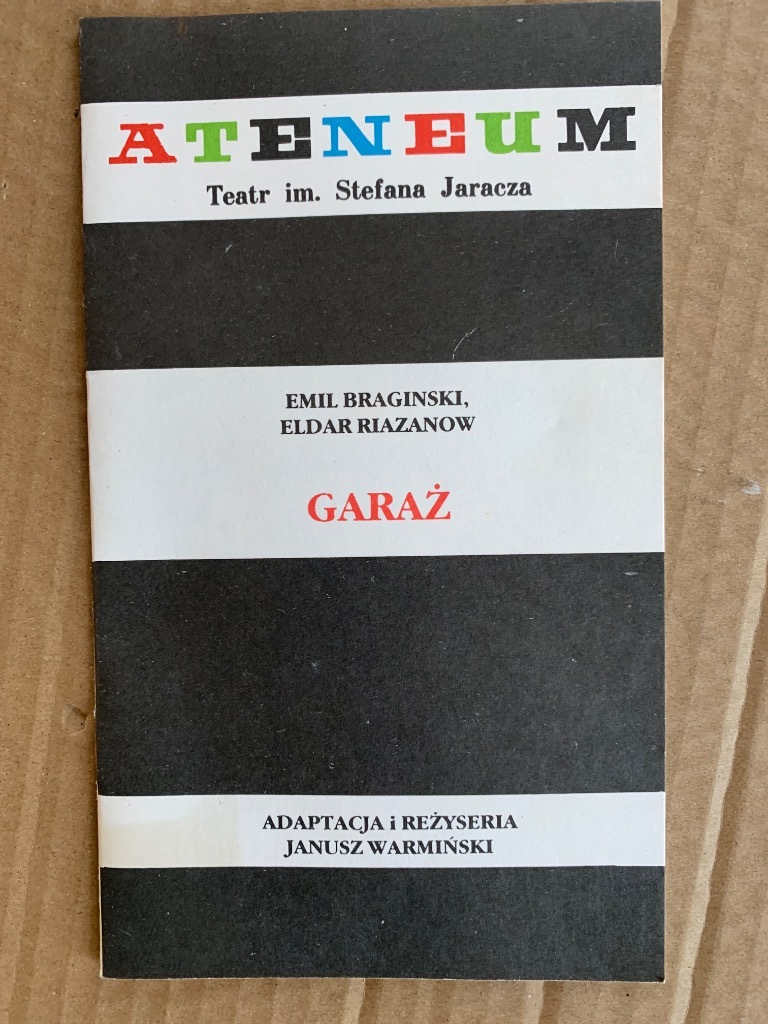 ATENEUM
Teatr im. Stefana Jaracza
EMIL BRAGINSKI,
ELDAR RIAZANOW
GARAŻ
ADAPTACJA i REŻYSERIA
JANUSZ WARMIŃSKI